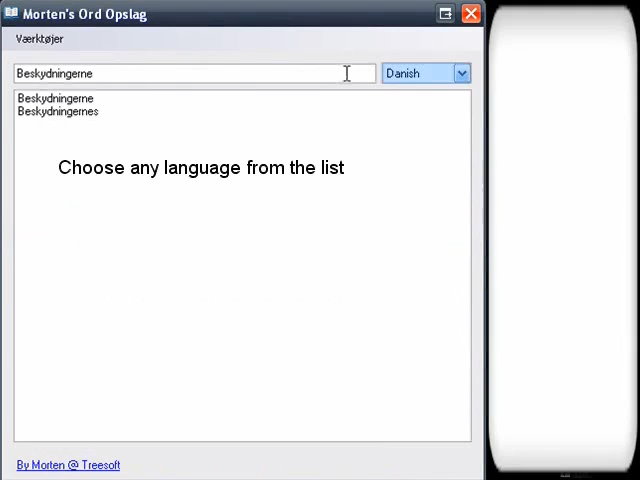 Morten's Ord Opslag
Værktøjer
Beskydningerne
Danish
Beskydningerne
Beskydningernes
Choose any language from the list
By Morten @ Treesoft